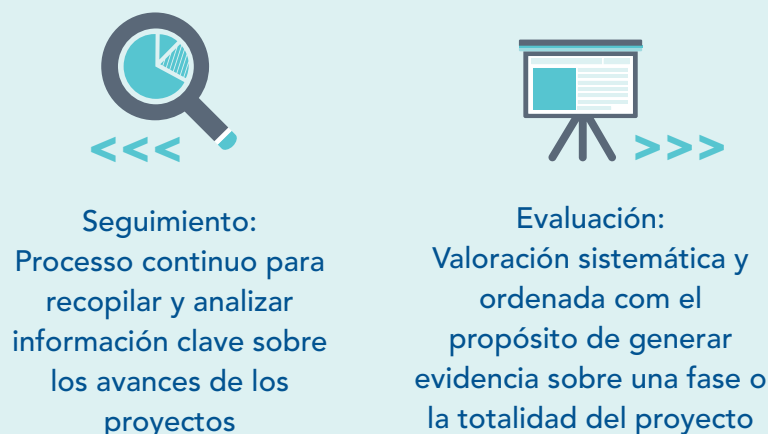 <<<
>>>
Seguimiento:
Processo continuo para
recopilar y analizar
información clave sobre
los avances de los
proyectos
Evaluación:
Valoración sistemática y
ordenada com el
propósito de generar
evidencia sobre una fase o
la totalidad del proyecto